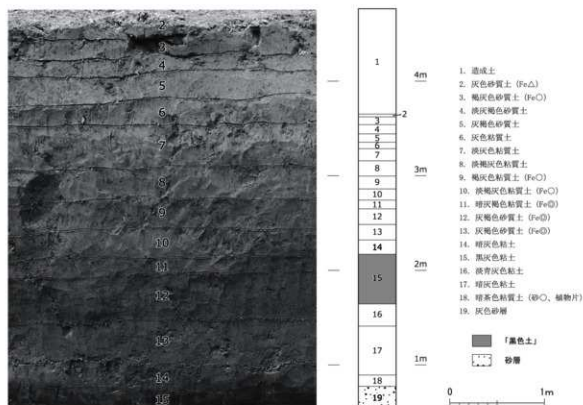 2
3
4
5
6
7
8
9
10
11
12
13
14
15
1
2
3
4
5
6
7
8
9
10
11
12
13
14
15
16
17
18
19
4m
3m
2m
1m
1. 造成土
2. 灰色砂質土（Fe△）
3. 褐灰色砂質土（Fe○）
4. 淡灰褐色砂質土
5. 灰褐色砂質土
6. 灰色粘質土
7. 淡灰色粘質土
8. 淡褐灰色粘質土
9. 褐灰色粘質土（Fe○）
10. 淡褐灰色粘質土（Fe○）
11. 暗灰褐色粘質土（Fe◎）
12. 灰褐色砂質土（Fe◎）
13. 灰褐色砂質土（Fe◎）
14. 暗灰色粘土
15. 黒灰色粘土
16. 淡青灰色粘土
17. 暗灰色粘土
18. 暗茶色粘質土（砂○、植物片）
19. 灰色砂層
「黒色土」
砂層
0 1m